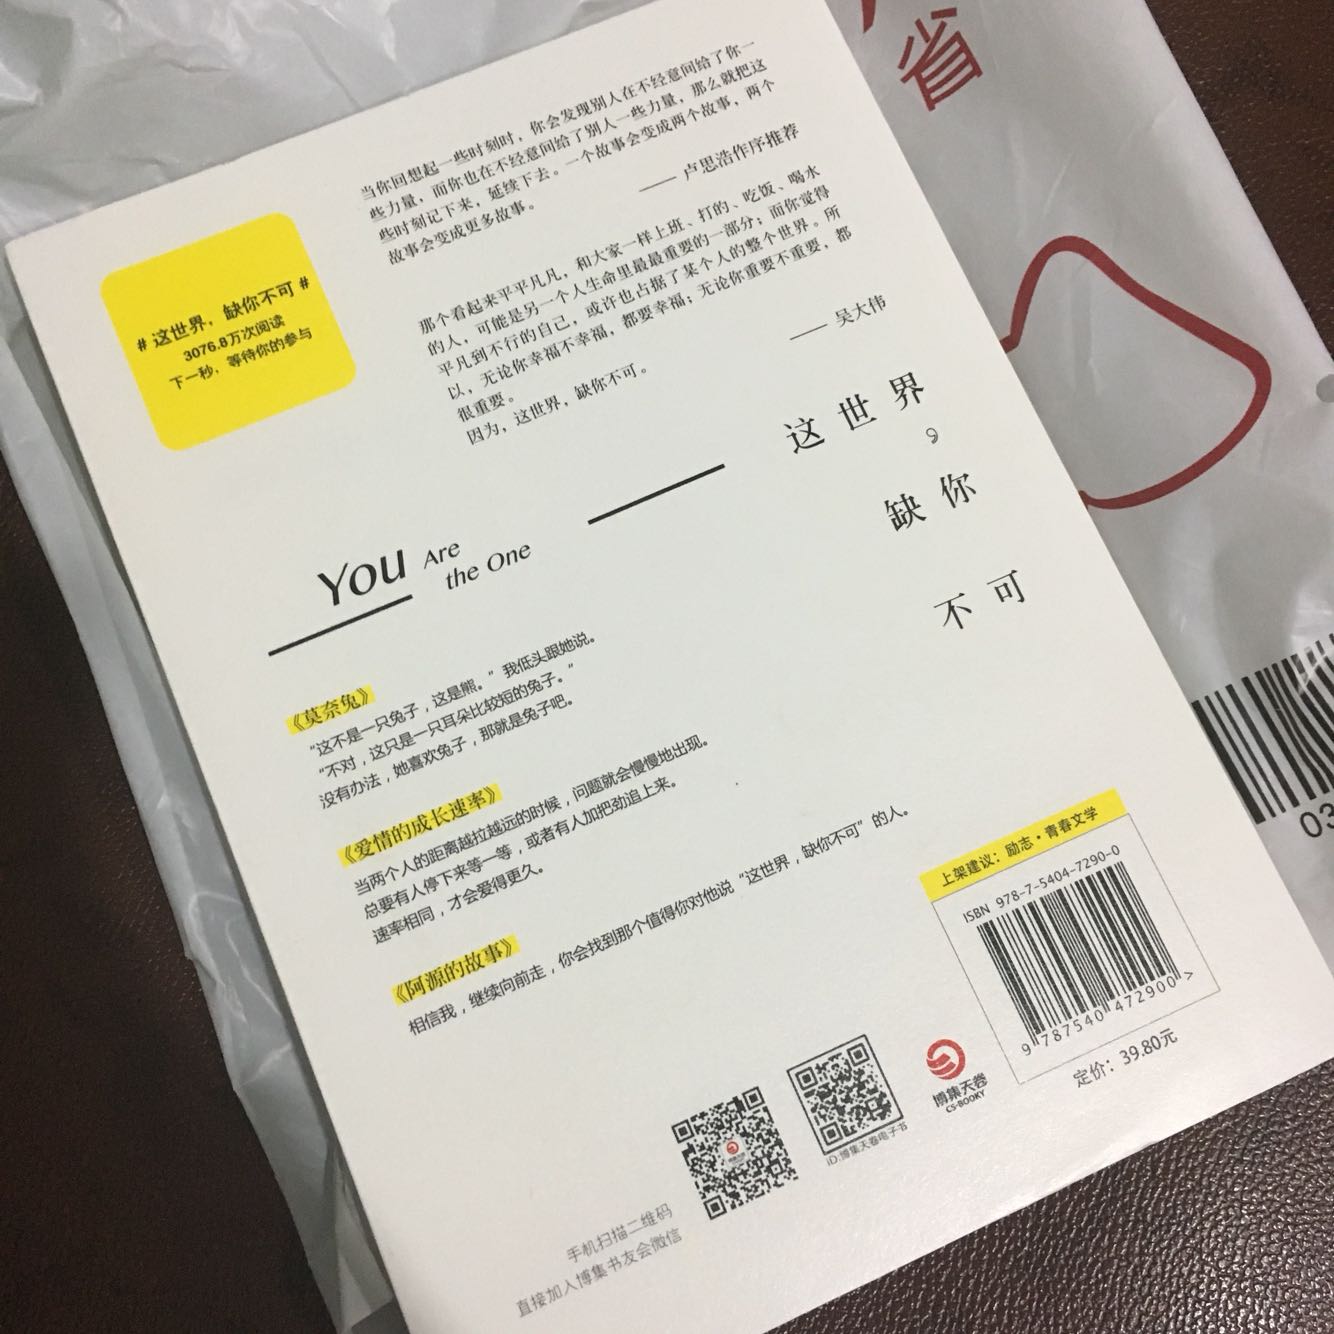 省
当你回想起一些时刻时，你会发现别人在不经意间给了你一
些力量，而你也在不经意间给了别人一些力量，那么就把这
些时刻记下来，延续下去。一个故事会变成两个故事，两个
故事会变成更多故事。
—— 卢思浩作序推荐
# 这世界，缺你不可 #
3076.8万次阅读
下一秒，等待你的参与
那个看起来平平凡凡，和大家一样上班、打的、吃饭、喝水
的人，可能是另一个人生命里最最重要的一部分；而你觉得
平凡到不行的自己，或许也占据了某个人的整个世界。所
以，无论你幸福不幸福，都要幸福；无论你重要不重要，都
很重要。
因为，这世界，缺你不可。
—— 吴大伟
这世界，
缺你
不可
You Are
the One
《莫奈兔》
“这不是一只兔子，这是熊。”我低头跟她说。
“不对，这只是一只耳朵比较短的兔子。”
没有办法，她喜欢兔子，那就是兔子吧。
《爱情的成长速率》
当两个人的距离越拉越远的时候，问题就会慢慢地出现。
总要有人停下来等一等，或者有人加把劲追上来。
速率相同，才会爱得更久。
《阿源的故事》
相信我，继续向前走，你会找到那个值得你对他说“这世界，缺你不可”的人。
上架建议：励志·青春文学
ISBN 978-7-5404-7290-0
9 787540 472900 >
定价：39.80元
博集天卷
CS-BOOKY
ID:博集天卷电子书
手机扫描二维码
直接加入博集书友会微信
03